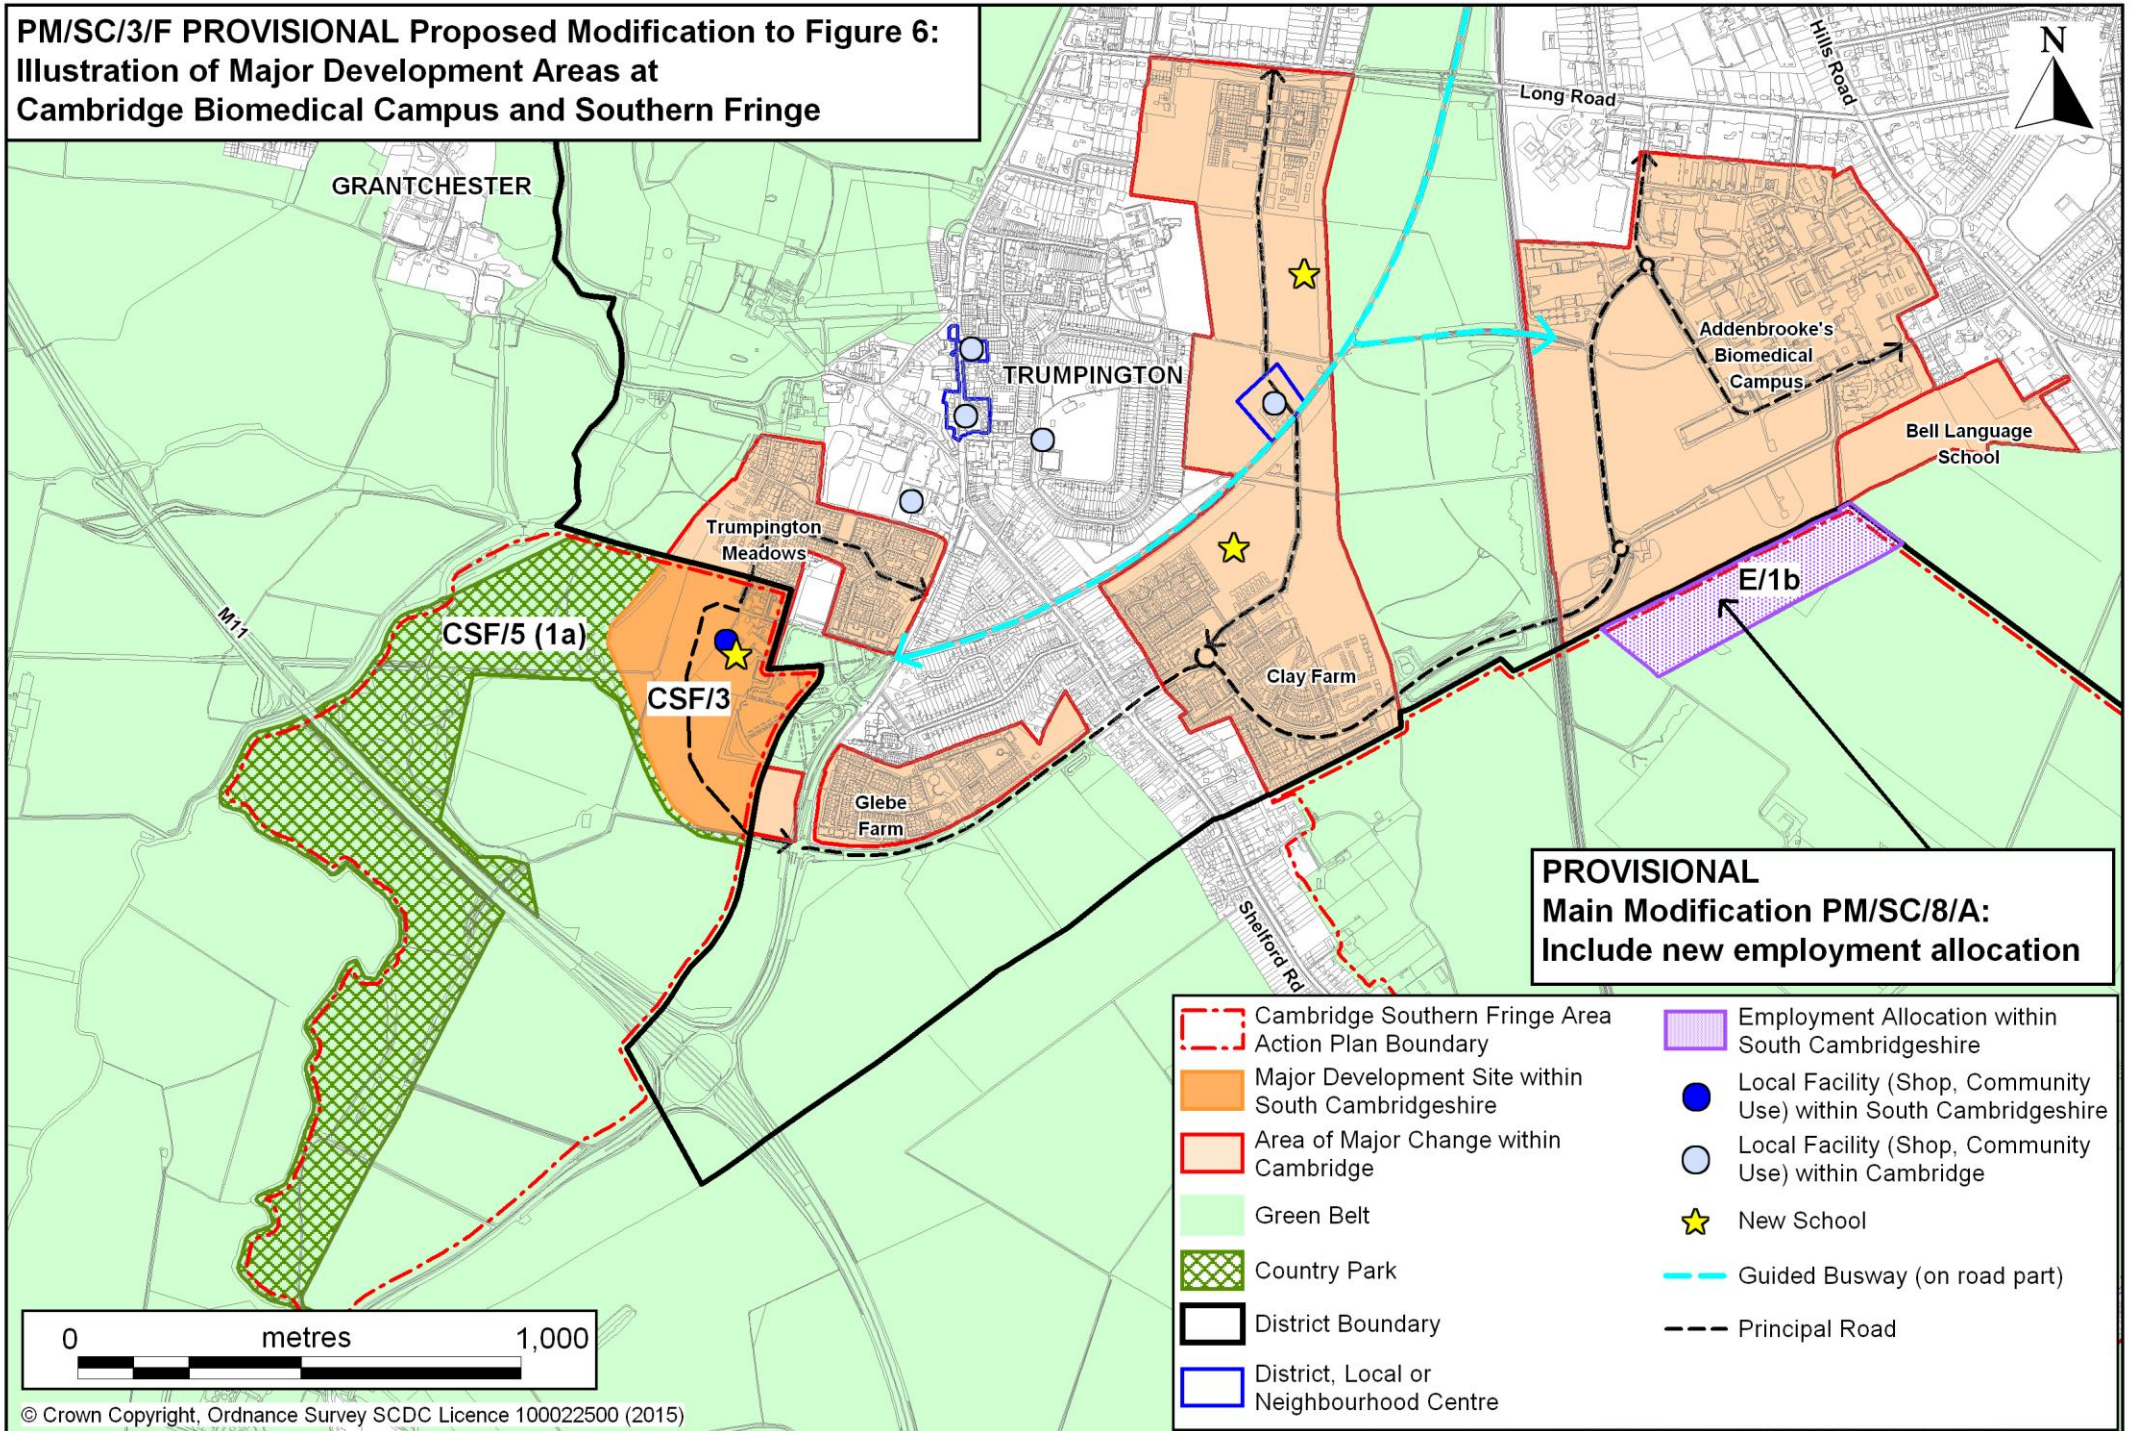 PM/SC/3/F PROVISIONAL Proposed Modification to Figure 6:
Illustration of Major Development Areas at
Cambridge Biomedical Campus and Southern Fringe
N
Hills Road
Long Road
GRANTCHESTER
TRUMPINGTON
Addenbrooke's
Biomedical
Campus
Bell Language
School
Trumpington
Meadows
E/1b
M11
CSF/5 (1a)
CSF/3
Clay Farm
Glebe
Farm
Shelford Rd
PROVISIONAL
Main Modification PM/SC/8/A:
Include new employment allocation
Cambridge Southern Fringe Area
Action Plan Boundary
Major Development Site within
South Cambridgeshire
Area of Major Change within
Cambridge
Green Belt
Country Park
District Boundary
District, Local or
Neighbourhood Centre
Employment Allocation within
South Cambridgeshire
Local Facility (Shop, Community
Use) within South Cambridgeshire
Local Facility (Shop, Community
Use) within Cambridge
New School
Guided Busway (on road part)
Principal Road
0 metres 1,000
© Crown Copyright, Ordnance Survey SCDC Licence 100022500 (2015)